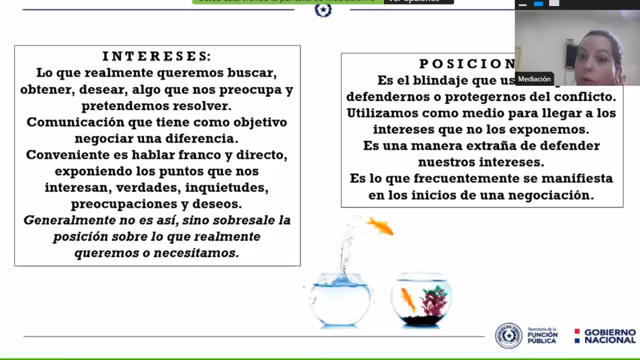 INTERESES:
Lo que realmente queremos buscar,
obtener, desear, algo que nos preocupa y
pretendemos resolver.
Comunicación que tiene como objetivo
negociar una diferencia.
Conveniente es hablar franco y directo,
exponiendo los puntos que nos
interesan, verdades, inquietudes,
preocupaciones y deseos.
Generalmente no es así, sino sobresale la
posición sobre lo que realmente
queremos o necesitamos.
POSICION
Es el blindaje que
defendernos o protegernos del conflicto.
Utilizamos como medio para llegar a los
intereses que no los exponemos.
Es una manera extraña de defender
nuestros intereses.
Es lo que frecuentemente se manifiesta
en los inicios de una negociación.
Mediación
Secretaría de la
FUNCIÓN
PÚBLICA
GOBIERNO
NACIONAL